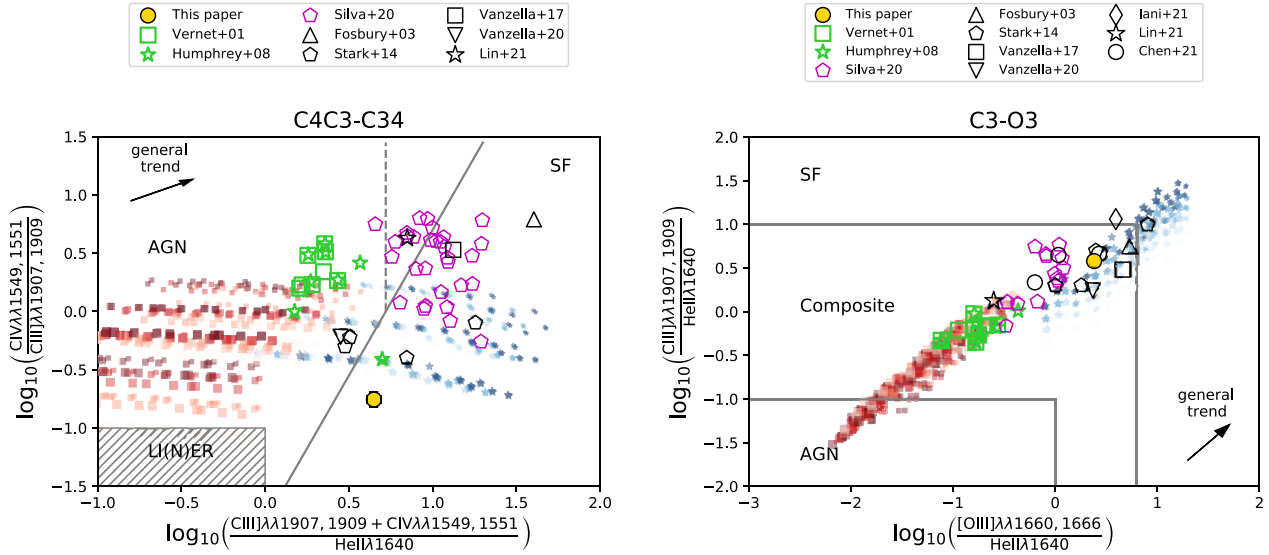 This paper
Vernet+01
Humphrey+08
Silva+20
Fosbury+03
Stark+14
Vanzella+17
Vanzella+20
Lin+21
C4C3-C34
general
trend
AGN
SF
LI(N)ER
1.5
1.0
0.5
0.0
−0.5
−1.0
−1.5
−1.0
−0.5
0.0
0.5
1.0
1.5
2.0
log10(CIVλλ1549, 1551 / CIII]λλ1907, 1909)
log10(CIII]λλ1907, 1909 + CIVλλ1549, 1551 / HeIIλ1640)
This paper
Vernet+01
Humphrey+08
Silva+20
Fosbury+03
Stark+14
Vanzella+17
Vanzella+20
Iani+21
Lin+21
Chen+21
C3-O3
SF
Composite
AGN
general
trend
2.0
1.5
1.0
0.5
0.0
−0.5
−1.0
−1.5
−2.0
−3
−2
−1
0
1
2
log10(CIII]λλ1907, 1909 / HeIIλ1640)
log10([OIII]λλ1660, 1666 / HeIIλ1640)